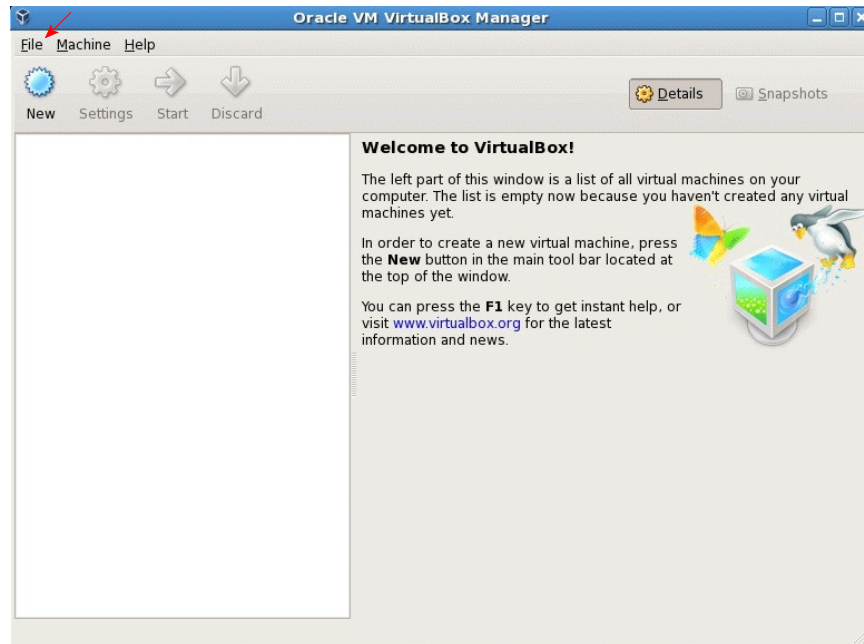 Oracle VM VirtualBox Manager
File Machine Help
New Settings Start Discard Details Snapshots
Welcome to VirtualBox!
The left part of this window is a list of all virtual machines on your
computer. The list is empty now because you haven't created any virtual
machines yet.
In order to create a new virtual machine, press
the New button in the main tool bar located at
the top of the window.
You can press the F1 key to get instant help, or
visit www.virtualbox.org for the latest
information and news.